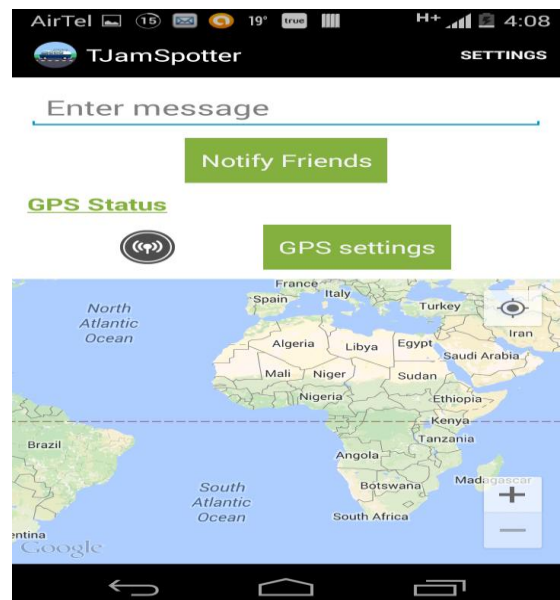 AirTel 15 19° true H+ 4:08
TJamSpotter SETTINGS
Enter message
Notify Friends
GPS Status
GPS settings
France
Spain Italy
Turkey
North
Atlantic
Ocean
Iran
Algeria Libya Egypt
Saudi Arabia
Mali Niger Sudan
Nigeria Ethiopia
Kenya
Brazil Tanzania
Angola
South
Atlantic
Ocean
Botswana Madagascar
South Africa
entina
Google
+
−